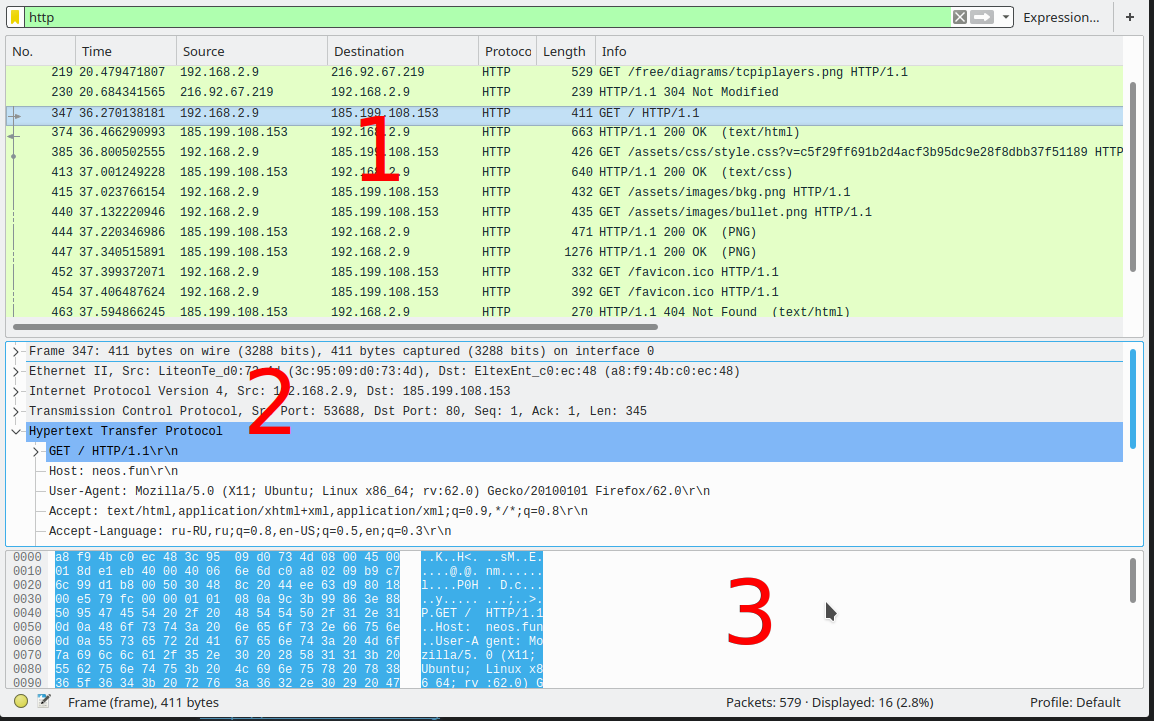 http Expression... +
No. Time Source Destination Protoco Length Info
219 20.479471807 192.168.2.9 216.92.67.219 HTTP 529 GET /free/diagrams/tcpiplayers.png HTTP/1.1
230 20.684341565 216.92.67.219 192.168.2.9 HTTP 239 HTTP/1.1 304 Not Modified
347 36.270138181 192.168.2.9 185.199.108.153 HTTP 411 GET / HTTP/1.1
374 36.466290993 185.199.108.153 192.168.2.9 HTTP 663 HTTP/1.1 200 OK (text/html)
385 36.800502555 192.168.2.9 185.199.108.153 HTTP 426 GET /assets/css/style.css?v=c5f29ff691b2d4acf3b95dc9e28f8dbb37f51189 HTTP
413 37.001249228 185.199.108.153 192.168.2.9 HTTP 640 HTTP/1.1 200 OK (text/css)
415 37.023766154 192.168.2.9 185.199.108.153 HTTP 432 GET /assets/images/bkg.png HTTP/1.1
440 37.132220946 192.168.2.9 185.199.108.153 HTTP 435 GET /assets/images/bullet.png HTTP/1.1
444 37.220346986 185.199.108.153 192.168.2.9 HTTP 471 HTTP/1.1 200 OK (PNG)
447 37.340515891 185.199.108.153 192.168.2.9 HTTP 1276 HTTP/1.1 200 OK (PNG)
452 37.399372071 192.168.2.9 185.199.108.153 HTTP 332 GET /favicon.ico HTTP/1.1
454 37.406487624 192.168.2.9 185.199.108.153 HTTP 392 GET /favicon.ico HTTP/1.1
463 37.594866245 185.199.108.153 192.168.2.9 HTTP 270 HTTP/1.1 404 Not Found (text/html)
1
Frame 347: 411 bytes on wire (3288 bits), 411 bytes captured (3288 bits) on interface 0
Ethernet II, Src: LiteonTe_d0:73:4d (3c:95:09:d0:73:4d), Dst: EltexEnt_c0:ec:48 (a8:f9:4b:c0:ec:48)
Internet Protocol Version 4, Src: 192.168.2.9, Dst: 185.199.108.153
Transmission Control Protocol, Src Port: 53688, Dst Port: 80, Seq: 1, Ack: 1, Len: 345
Hypertext Transfer Protocol
GET / HTTP/1.1\r\n
Host: neos.fun\r\n
User-Agent: Mozilla/5.0 (X11; Ubuntu; Linux x86_64; rv:62.0) Gecko/20100101 Firefox/62.0\r\n
Accept: text/html,application/xhtml+xml,application/xml;q=0.9,*/*;q=0.8\r\n
Accept-Language: ru-RU,ru;q=0.8,en-US;q=0.5,en;q=0.3\r\n
2
0000 a8 f9 4b c0 ec 48 3c 95 09 d0 73 4d 08 00 45 00 ..K..H<. ..sM..E.
0010 01 8d e1 eb 40 00 40 06 6e 6d c0 a8 02 09 b9 c7 ....@.@. nm......
0020 6c 99 d1 b8 00 50 30 48 8c 20 44 ee 63 d9 80 18 l....P0H . D.c...
0030 00 e5 79 fc 00 00 01 01 08 0a 9c 3b 99 86 3e 88 ..y..... ...;..>.
0040 50 95 47 45 54 20 2f 20 48 54 54 50 2f 31 2e 31 P.GET / HTTP/1.1
0050 0d 0a 48 6f 73 74 3a 20 6e 65 6f 73 2e 66 75 6e ..Host: neos.fun
0060 0d 0a 55 73 65 72 2d 41 67 65 6e 74 3a 20 4d 6f ..User-A gent: Mo
0070 7a 69 6c 6c 61 2f 35 2e 30 20 28 58 31 31 3b 20 zilla/5. 0 (X11;
0080 55 62 75 6e 74 75 3b 20 4c 69 6e 75 78 20 78 38 Ubuntu; Linux x8
0090 36 5f 36 34 3b 20 72 76 3a 36 32 2e 30 29 20 47 6_64; rv :62.0) G
3
Frame (frame), 411 bytes Packets: 579 · Displayed: 16 (2.8%) Profile: Default